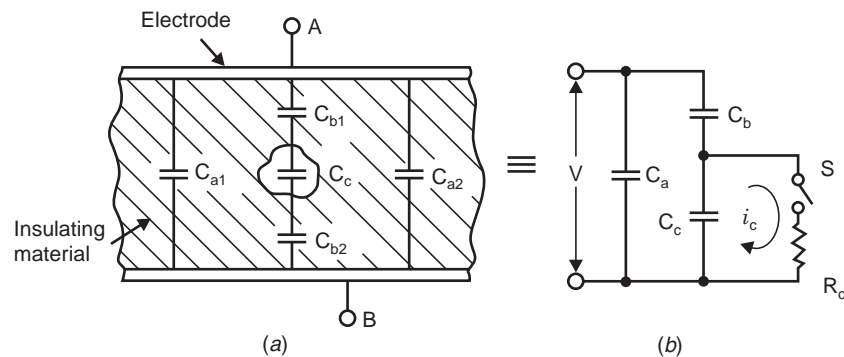 Electrode
A
C_b1
C_a1
C_c
C_a2
C_b2
Insulating
material
B
(a)
≡
V
C_a
C_b
C_c
i_c
S
R_c
(b)